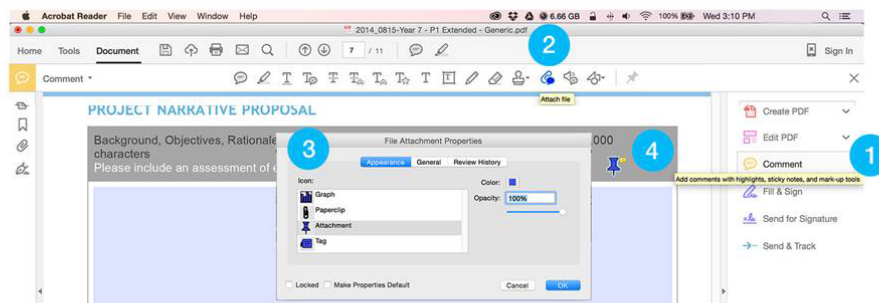 Acrobat Reader File Edit View Window Help 6.66 GB 100% Wed 3:10 PM
2014_0815-Year 7 - P1 Extended - Generic.pdf
2
Home Tools Document 7 / 11 Sign In
Comment
Attach file
PROJECT NARRATIVE PROPOSAL
Background, Objectives, Rationale 000
characters
Please include an assessment of e
3
File Attachment Properties
4
Appearance General Review History
Icon:
Graph
Paperclip
Attachment
Tag
Color:
Opacity: 100%
Locked Make Properties Default Cancel OK
Create PDF
Edit PDF
Comment
1
Add comments with highlights, sticky notes, and mark-up tools
Fill & Sign
Send for Signature
Send & Track